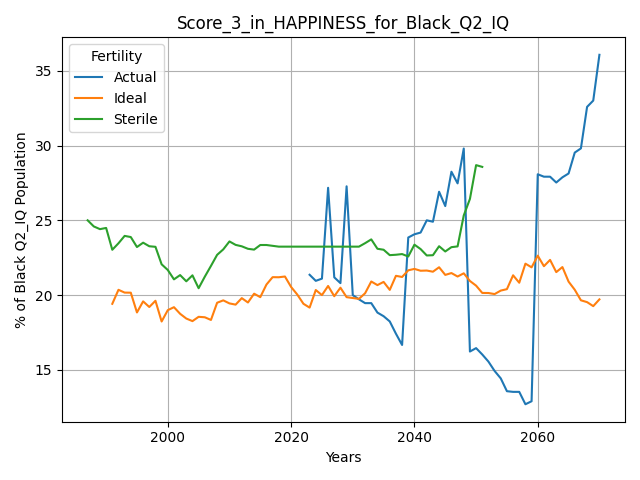 Score_3_in_HAPPINESS_for_Black_Q2_IQ
Fertility
Actual
Ideal
Sterile
% of Black Q2_IQ Population
35
30
25
20
15
2000
2020
2040
2060
Years